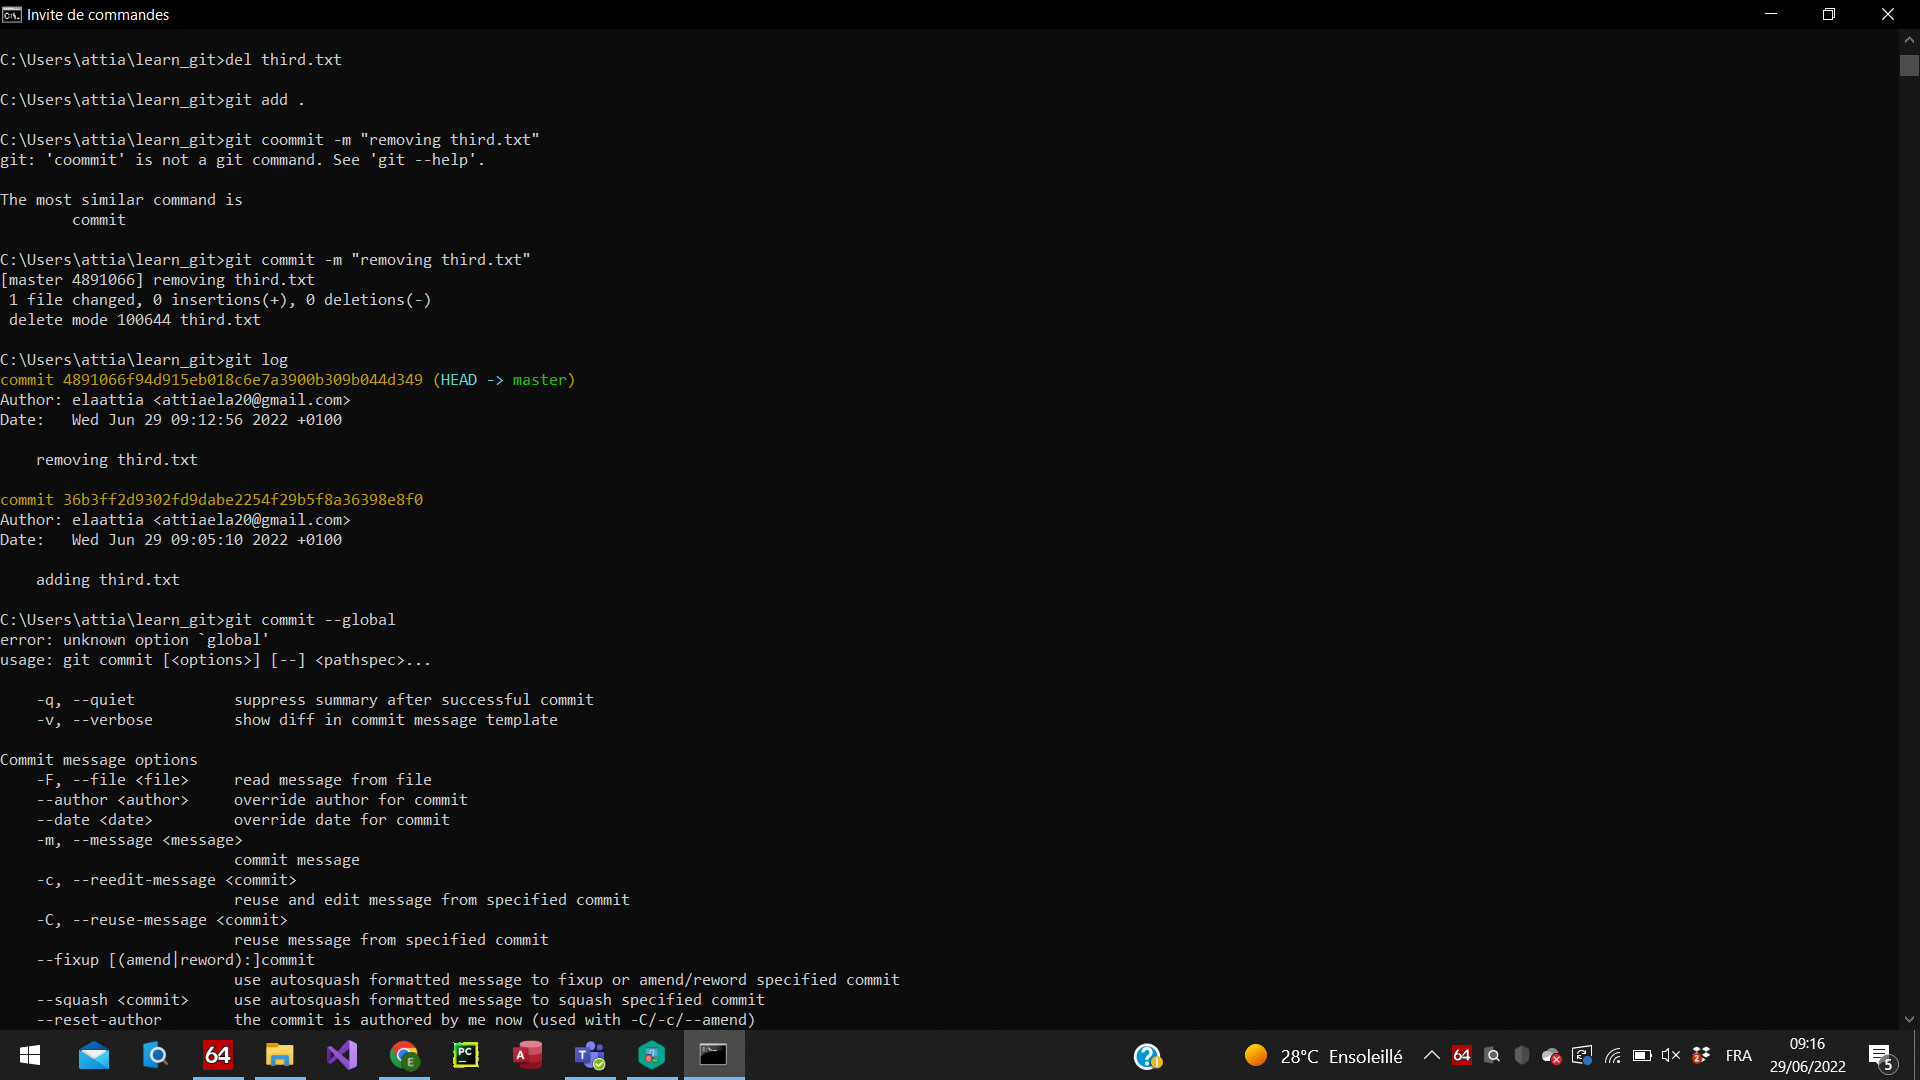 Invite de commandes
C:\Users\attia\learn_git>del third.txt
C:\Users\attia\learn_git>git add .
C:\Users\attia\learn_git>git coommit -m "removing third.txt"
git: 'coommit' is not a git command. See 'git --help'.
The most similar command is
commit
C:\Users\attia\learn_git>git commit -m "removing third.txt"
[master 4891066] removing third.txt
1 file changed, 0 insertions(+), 0 deletions(-)
delete mode 100644 third.txt
C:\Users\attia\learn_git>git log
commit 4891066f94d915eb018c6e7a3900b309b044d349 (HEAD -> master)
Author: elaattia <attiaela20@gmail.com>
Date:   Wed Jun 29 09:12:56 2022 +0100
removing third.txt
commit 36b3ff2d9302fd9dabe2254f29b5f8a36398e8f0
Author: elaattia <attiaela20@gmail.com>
Date:   Wed Jun 29 09:05:10 2022 +0100
adding third.txt
C:\Users\attia\learn_git>git commit --global
error: unknown option `global'
usage: git commit [<options>] [--] <pathspec>...
-q, --quiet           suppress summary after successful commit
-v, --verbose         show diff in commit message template
Commit message options
-F, --file <file>     read message from file
--author <author>     override author for commit
--date <date>         override date for commit
-m, --message <message>
commit message
-c, --reedit-message <commit>
reuse and edit message from specified commit
-C, --reuse-message <commit>
reuse message from specified commit
--fixup [(amend|reword):]commit
use autosquash formatted message to fixup or amend/reword specified commit
--squash <commit>     use autosquash formatted message to squash specified commit
--reset-author        the commit is authored by me now (used with -C/-c/--amend)
64
28°C Ensoleillé
64
FRA
09:16
29/06/2022
5